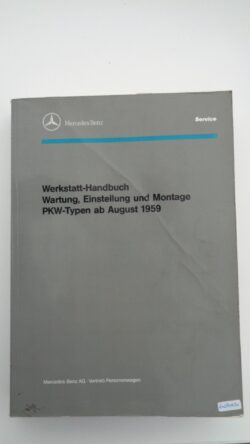 Mercedes-Benz
Service
Werkstatt-Handbuch
Wartung, Einstellung und Montage
PKW-Typen ab August 1959
Mercedes-Benz AG · Vertrieb Personenwagen